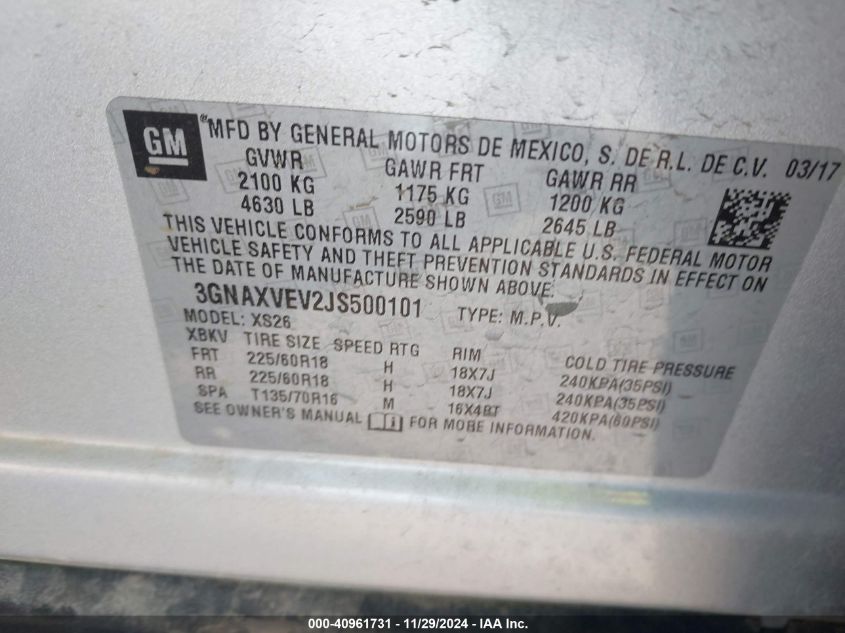 GM
®MFD BY GENERAL MOTORS DE MEXICO, S. DE R.L. DE C.V. 03/17
GVWR GAWR FRT GAWR RR
2100 KG 1175 KG 1200 KG
4630 LB 2590 LB 2645 LB
THIS VEHICLE CONFORMS TO ALL APPLICABLE U.S. FEDERAL MOTOR
VEHICLE SAFETY AND THEFT PREVENTION STANDARDS IN EFFECT ON
THE DATE OF MANUFACTURE SHOWN ABOVE.
3GNAXVEV2JS500101 TYPE: M.P.V.
MODEL: XS26
XBKV TIRE SIZE SPEED RTG RIM COLD TIRE PRESSURE
FRT 225/60R18 H 18X7J 240KPA(35PSI)
RR 225/60R18 H 18X7J 240KPA(35PSI)
SPA T135/70R16 M 16X4BT 420KPA(60PSI)
SEE OWNER'S MANUAL FOR MORE INFORMATION.
000-40961731 - 11/29/2024 - IAA Inc.